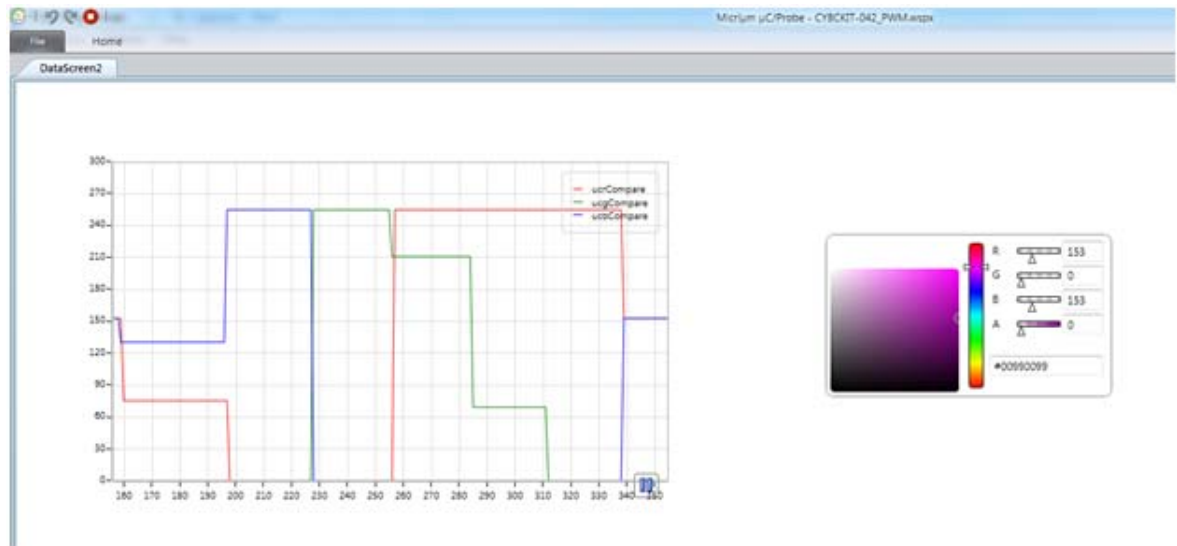 Micrium µC/Probe - CY8CKIT-042_PWM.wspx
File Home
DataScreen2
300
270
240
210
180
150
120
90
60
30
0
160 170 180 190 200 210 220 230 240 250 260 270 280 290 300 310 320 330 340 350
ucrCompare
ucgCompare
ucbCompare
R 153
G 0
B 153
A 0
#00990099